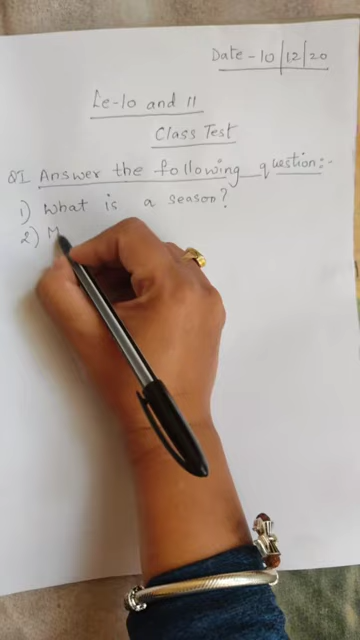 Date - 10/12/20
Le-10 and 11
Class Test
Q1 Answer the following question:-
1) What is a season?
2)